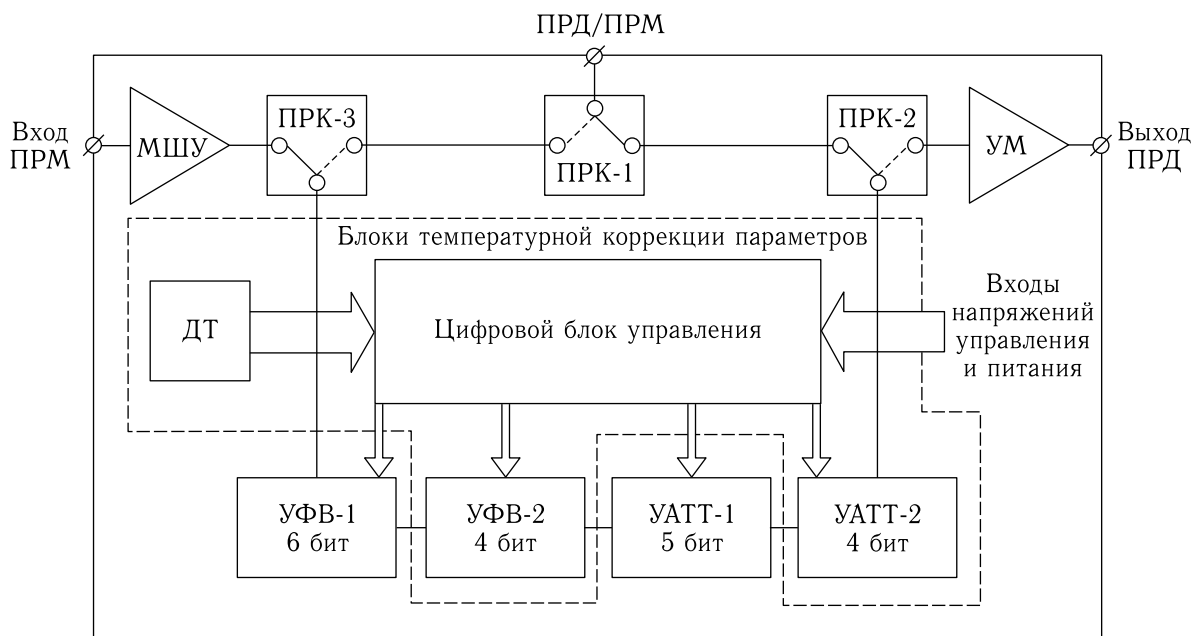 ПРД/ПРМ
Вход
ПРМ
МШУ
ПРК-3
ПРК-1
ПРК-2
УМ
Выход
ПРД
Блоки температурной коррекции параметров
ДТ
Цифровой блок управления
Входы
напряжений
управления
и питания
УФВ-1
6 бит
УФВ-2
4 бит
УАТТ-1
5 бит
УАТТ-2
4 бит